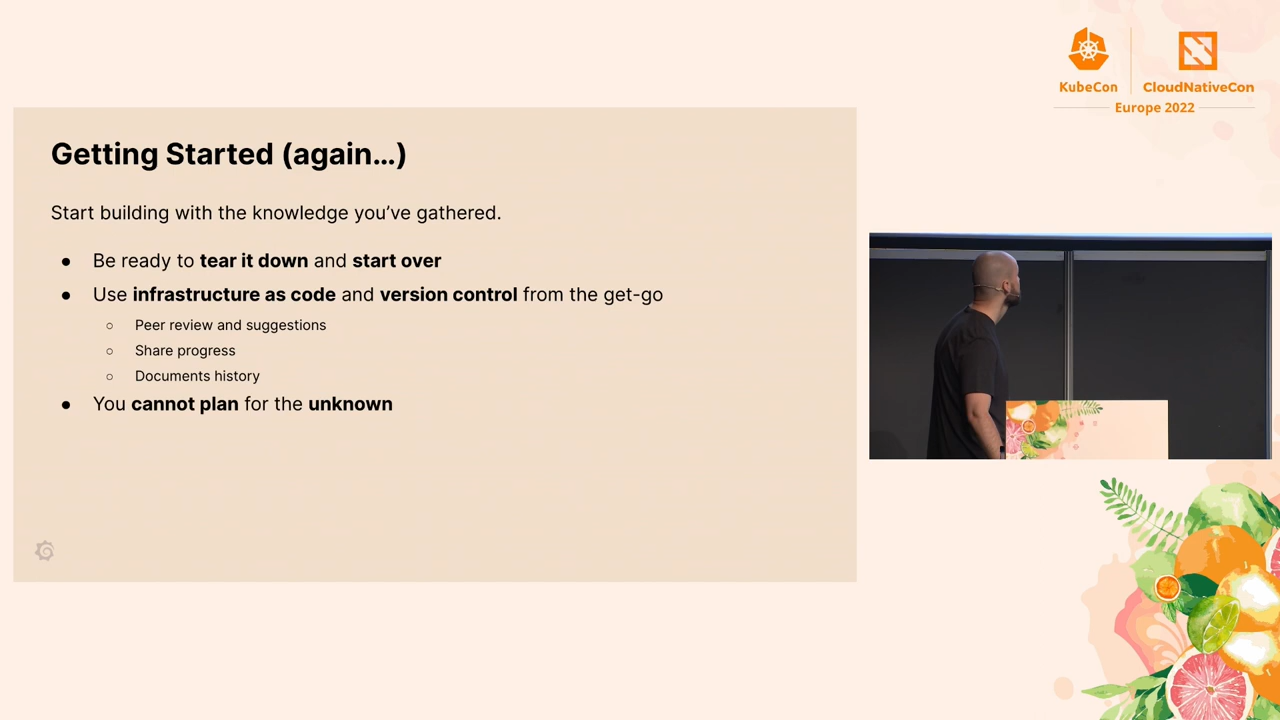 KubeCon
CloudNativeCon
Europe 2022
Getting Started (again…)
Start building with the knowledge you’ve gathered.
● Be ready to tear it down and start over
● Use infrastructure as code and version control from the get-go
○ Peer review and suggestions
○ Share progress
○ Documents history
● You cannot plan for the unknown